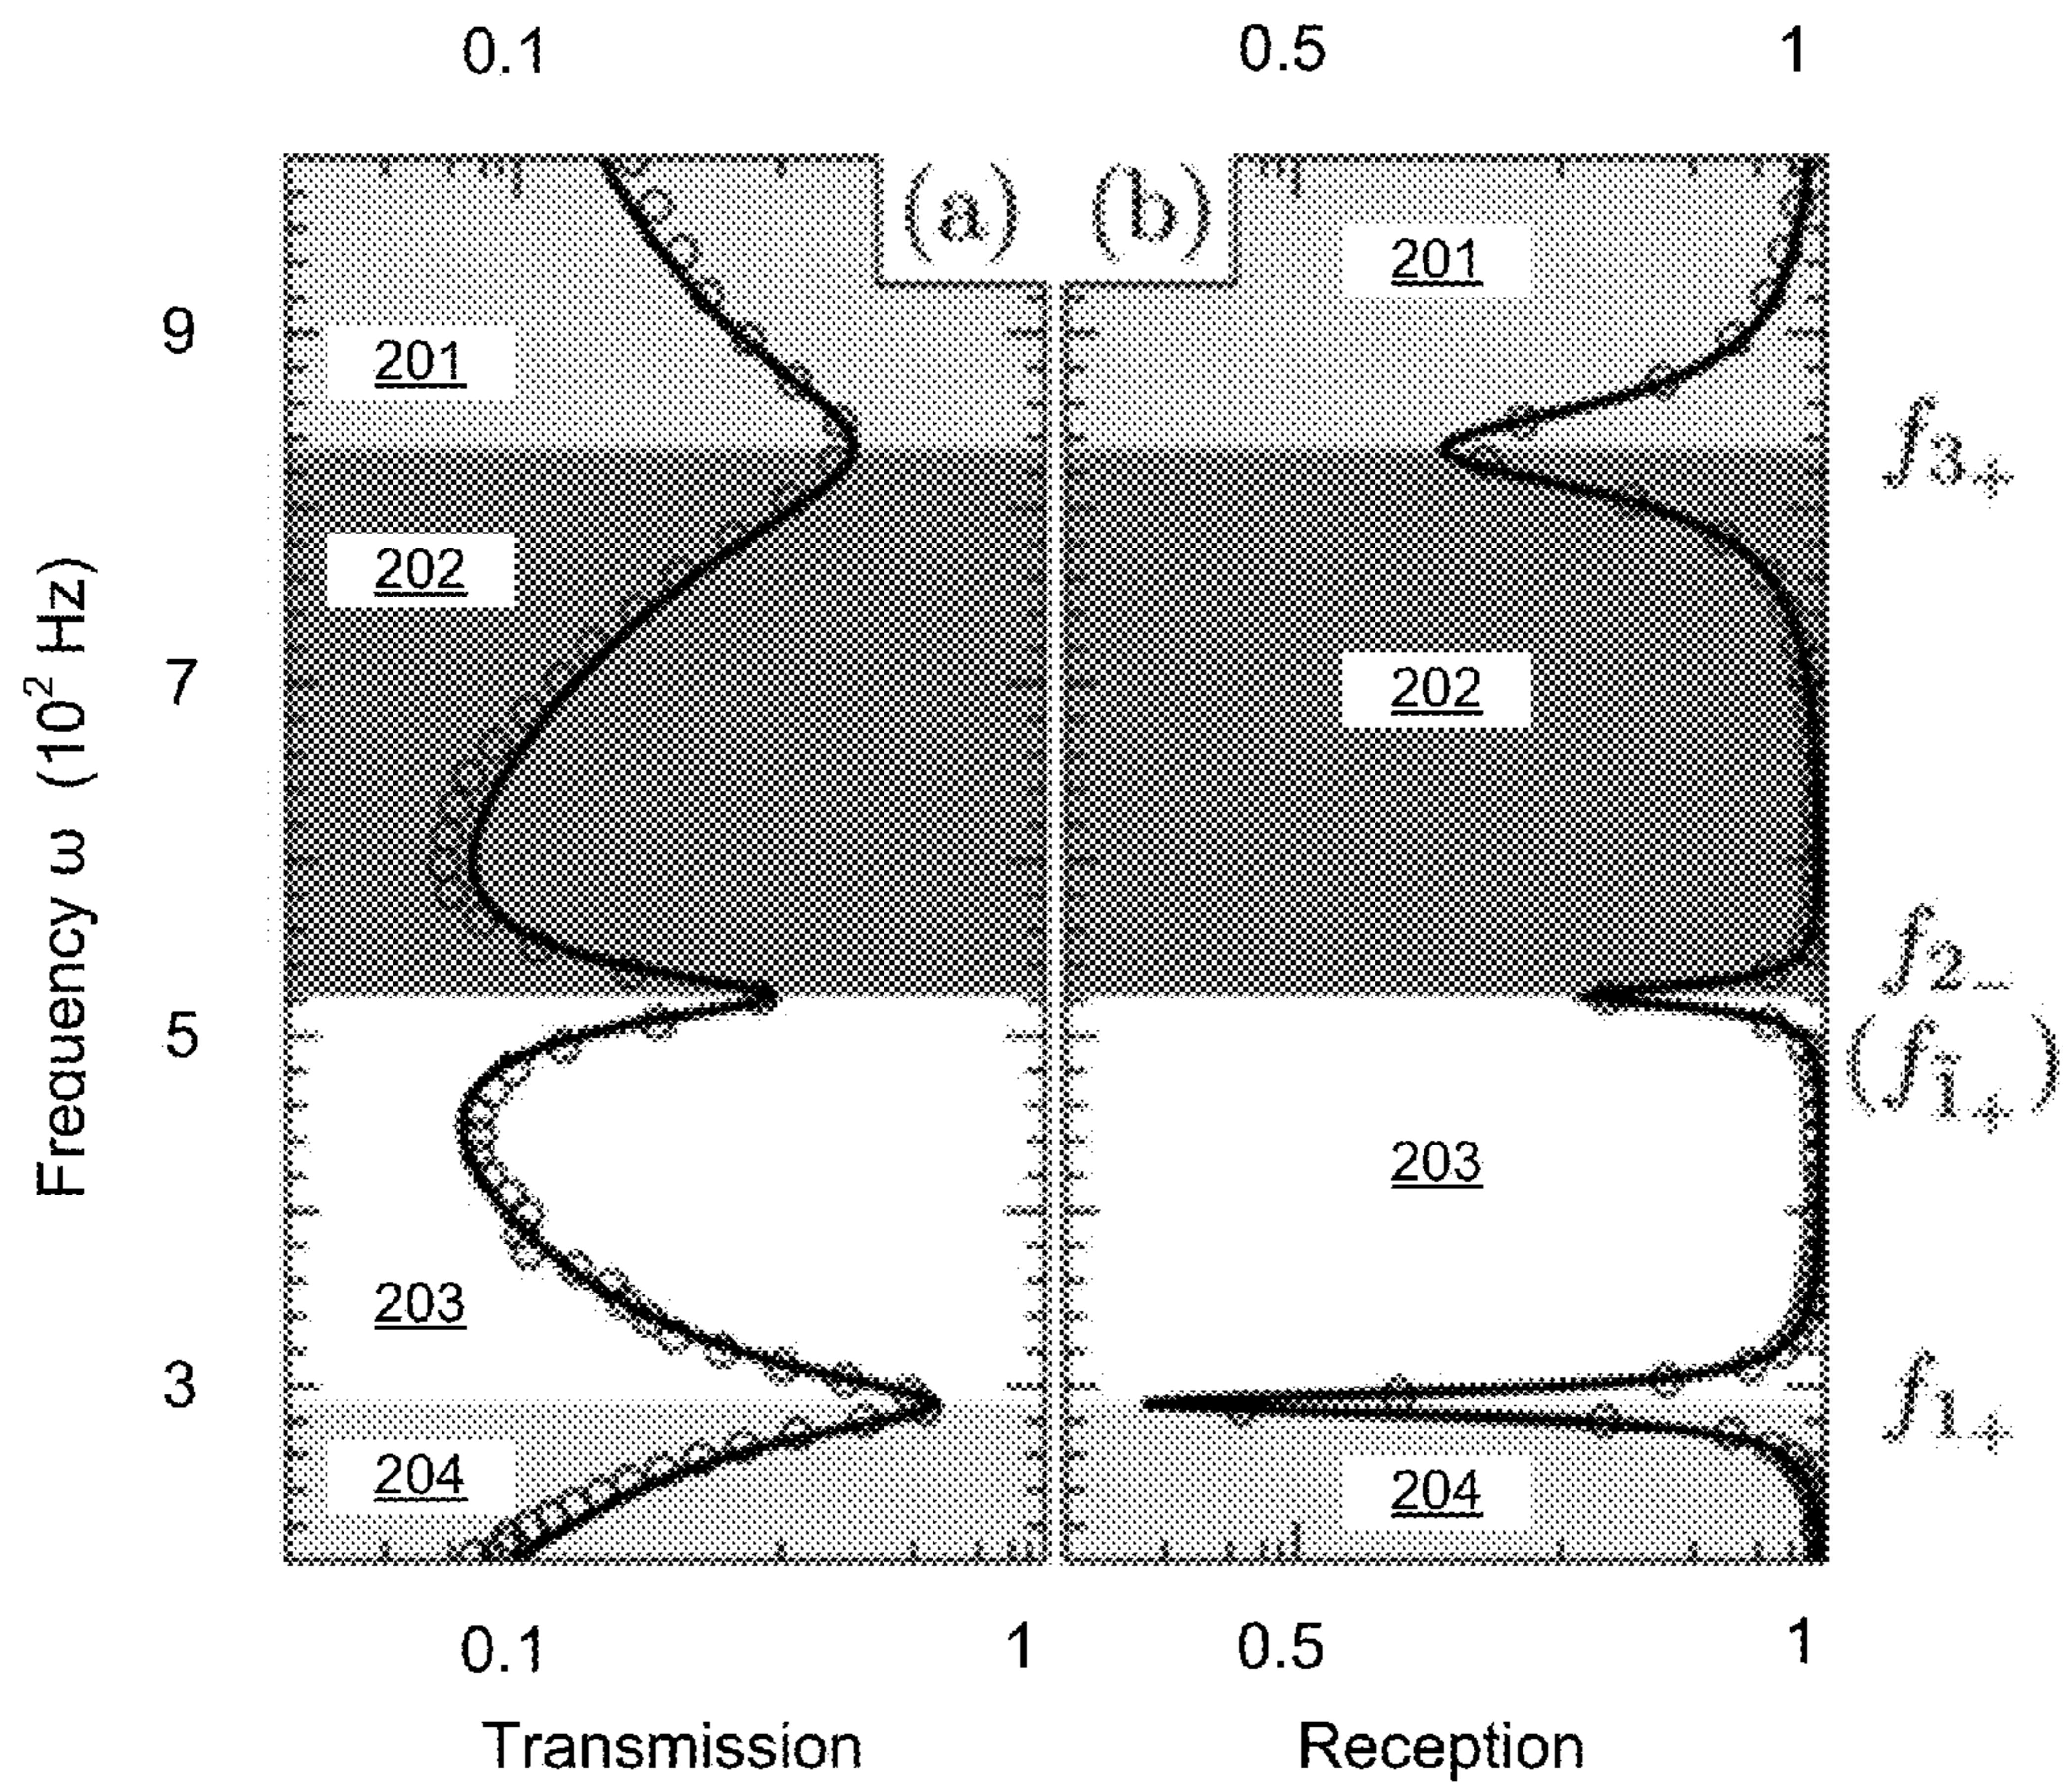 0.1 0.5 1
(a) (b)
201
9
201
f3+
202
7
202
Frequency ω (10² Hz)
f2-
5
(f1̃+)
203
203
3
f1+
204
204
0.1 1 0.5 1
Transmission Reception